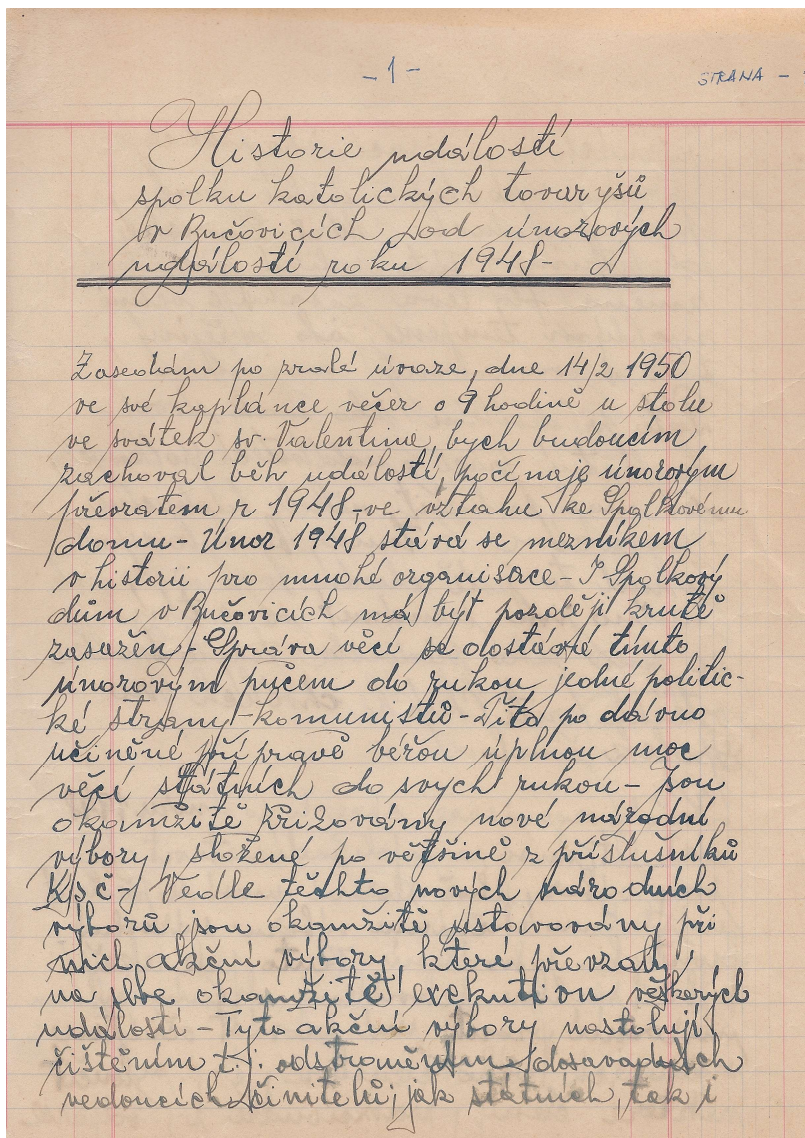 -1-
STRANA -
Historie událostí
spolku katolických tovaryšů
v Bučovicích od únorových
událostí roku 1948-
Zasedám po zralé úvaze, dne 14/2 1950
ve své kaplánce večer o 9 hodině u stolu
ve svátek sv. Valentina, bych budoucím
zachoval běh událostí, počínaje únorovým
převratem r 1948-ve vztahu ke Spolkovému
domu - Únor 1948 stává se mezníkem
v historii pro mnohé organisace - I Spolkový
dům v Bučovicích má být později krutě
zasažen - Správa věcí se dostává tímto
únorovým pučem do rukou jedné politic-
ké strany - komunistů - Tito po dávno
učiněné přípravě béřou úplnou moc
věcí státních do svých rukou - Jsou
okamžitě zřizovány nové národní
výbory, složené po většině z příslušníků
KSČ - Vedle těchto nových národních
výborů jsou okamžitě ustavovány při
nich akční výbory, které převzaly
na sebe okamžitě exekutivu veškerých
událostí - Tyto akční výbory nastolují
čištěním t.j. odstraněním dosavadních
vedoucích činitelů, jak státních, tak i